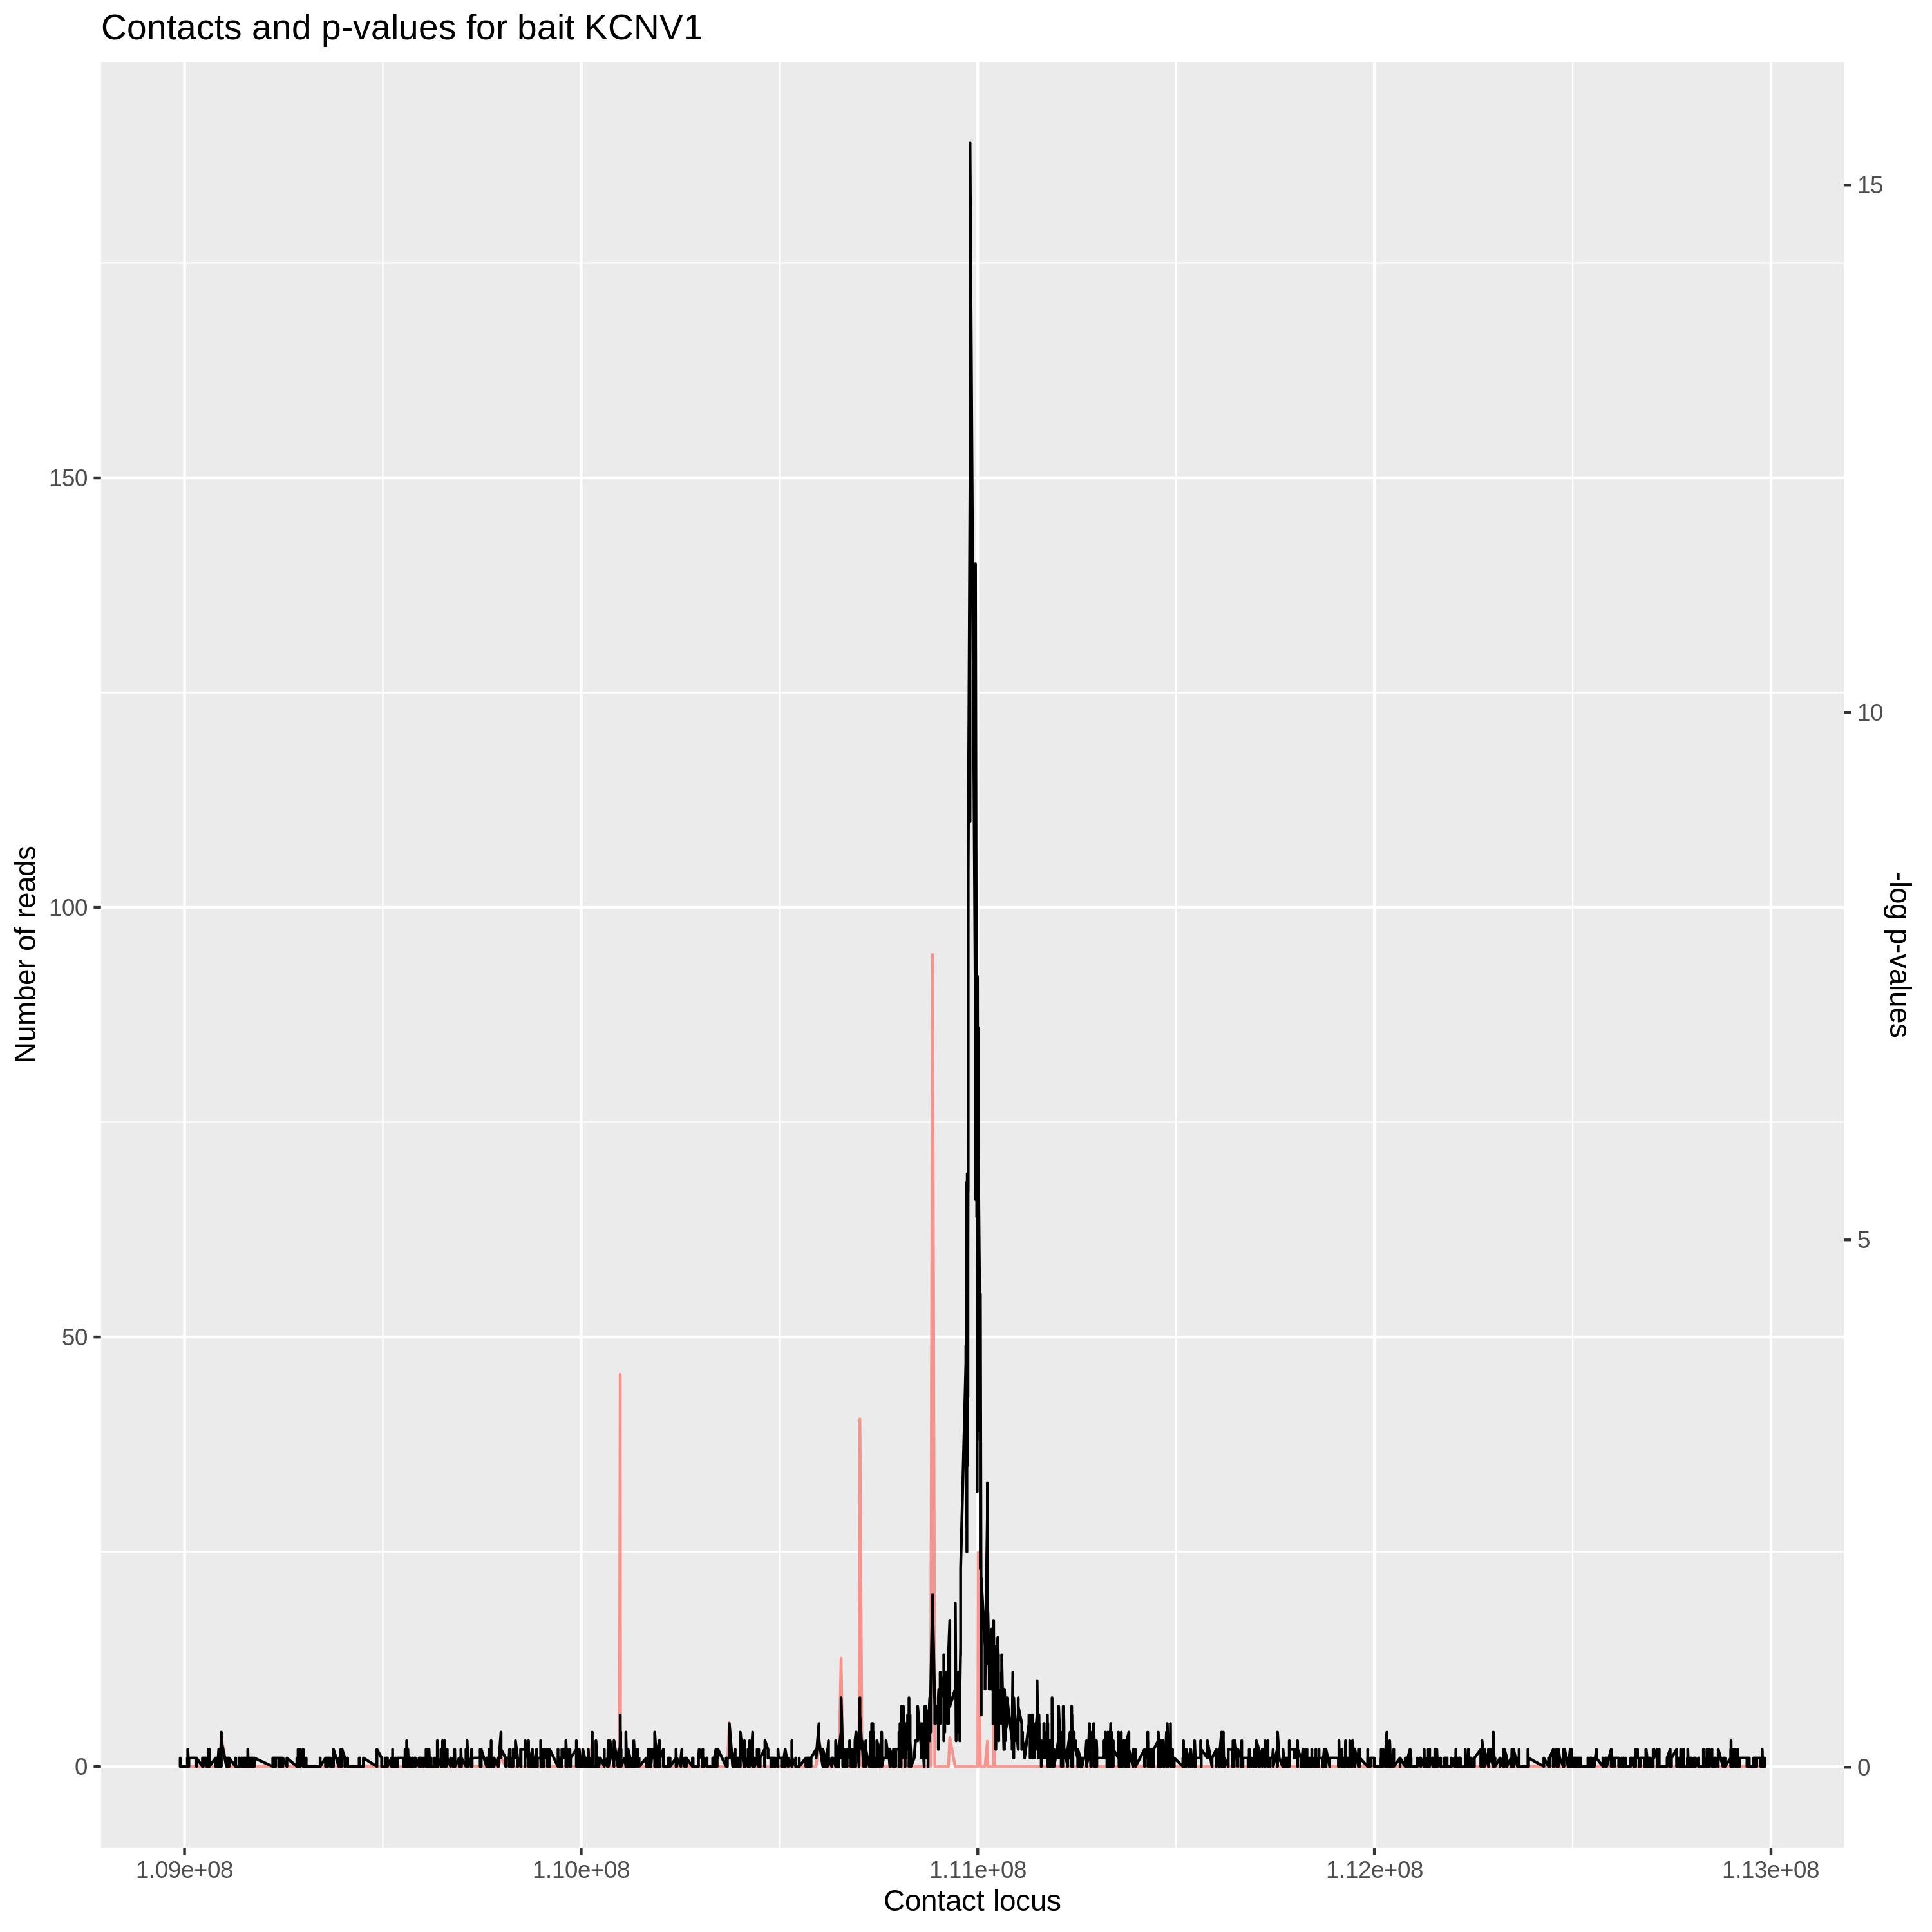 Contacts and p-values for bait KCNV1
150
100
50
0
15
10
5
0
Number of reads
-log p-values
1.09e+08
1.10e+08
1.11e+08
1.12e+08
1.13e+08
Contact locus